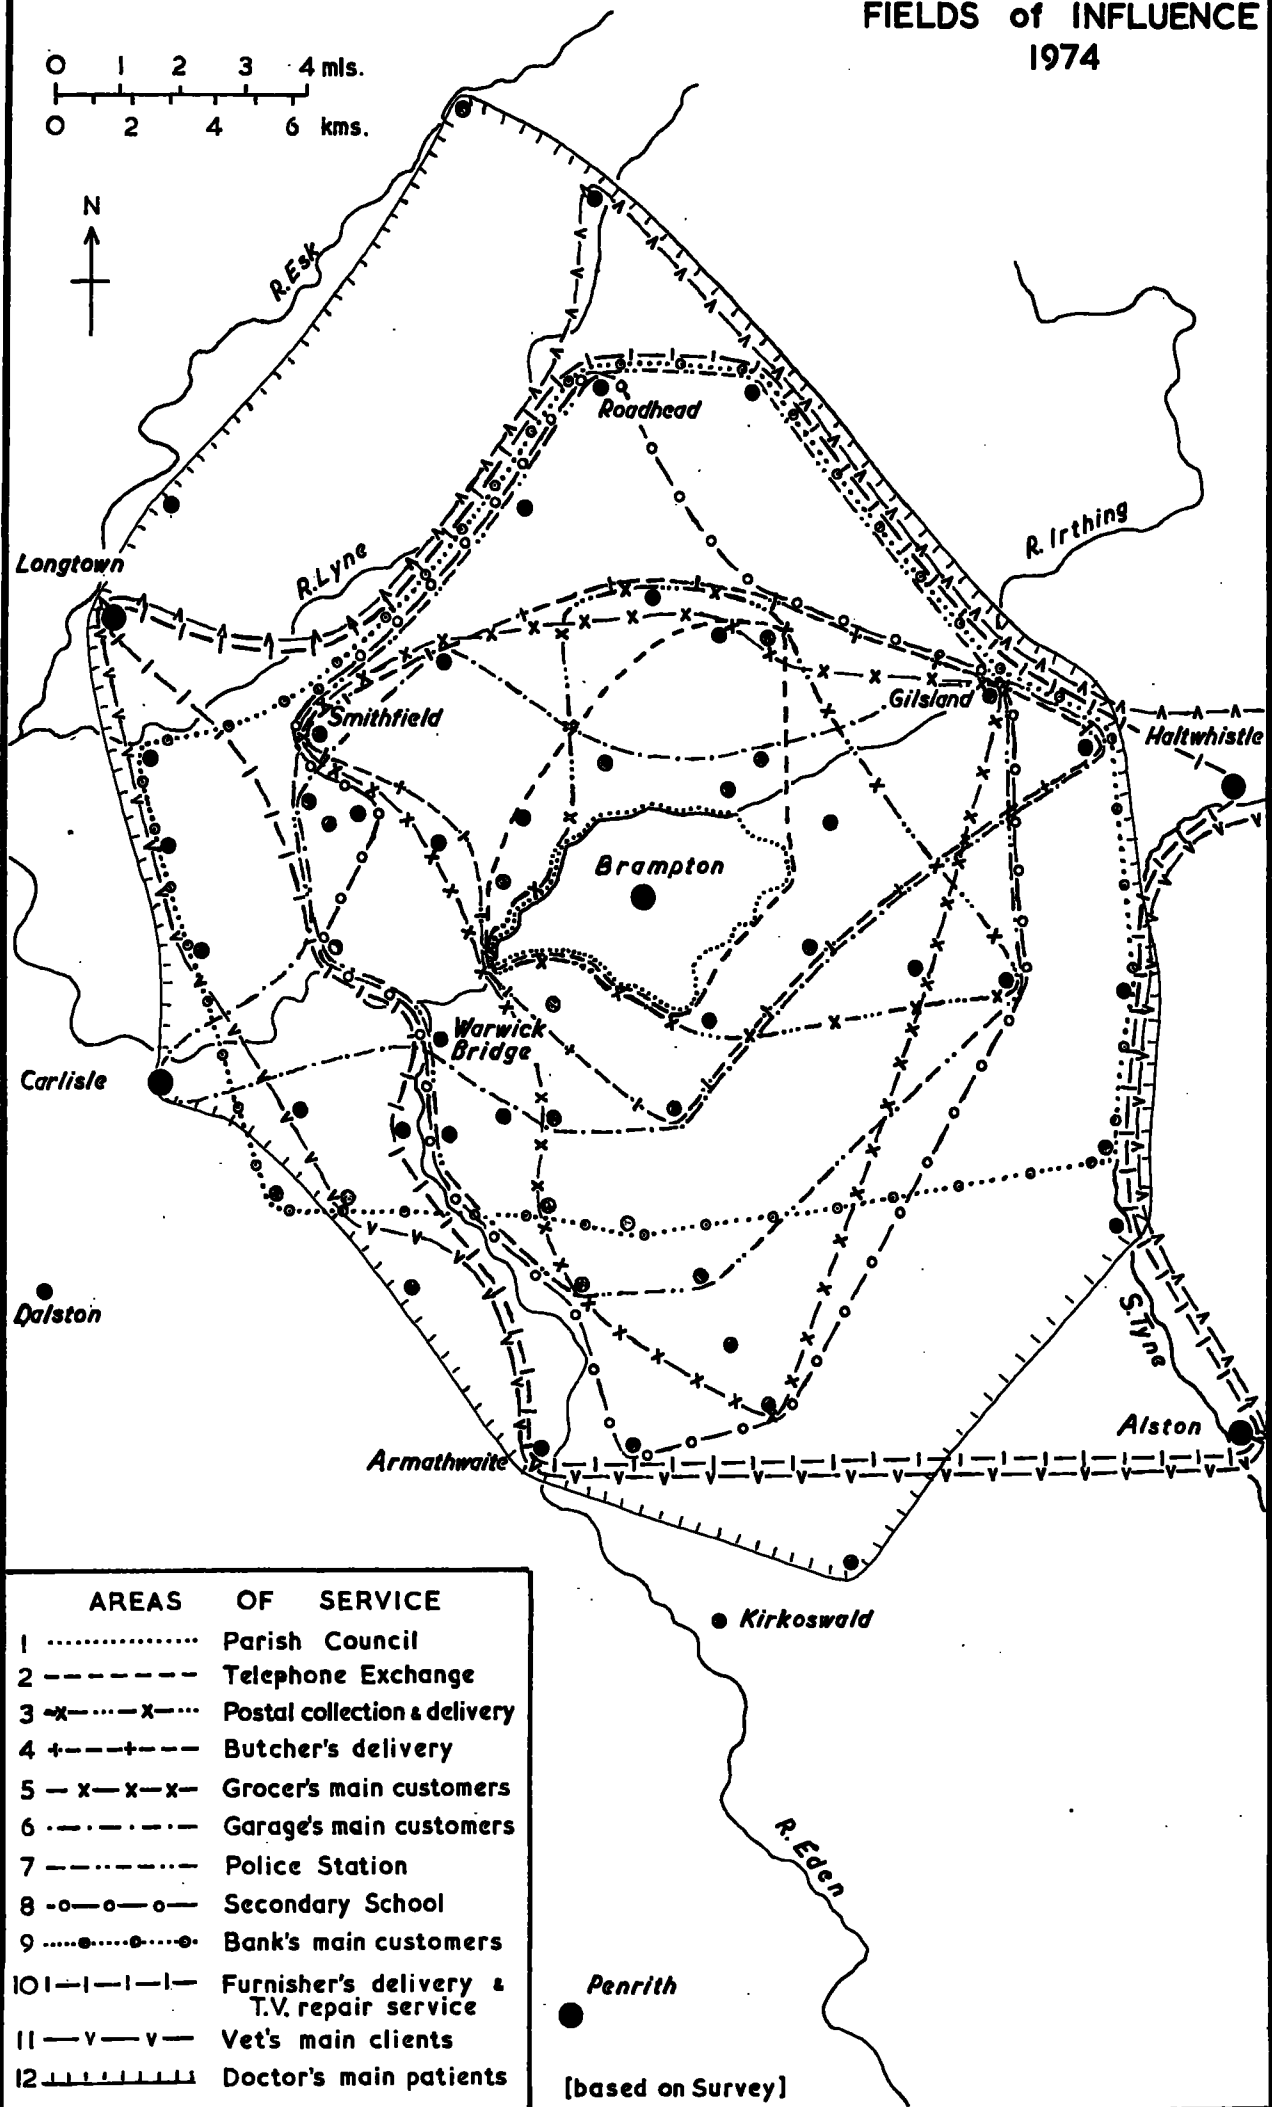 FIELDS of INFLUENCE
1974
0 1 2 3 4 mls.
0 2 4 6 kms.
N
R. Esk
Roadhead
R. Irthing
Longtown
R. Lyne
Gilsland
Smithfield
Haltwhistle
Brampton
Warwick
Bridge
Carlisle
Dalston
S. Tyne
Alston
Armathwaite
Kirkoswald
R. Eden
Penrith
[based on Survey]
AREAS OF SERVICE
1 Parish Council
2 Telephone Exchange
3 Postal collection & delivery
4 Butcher's delivery
5 Grocer's main customers
6 Garage's main customers
7 Police Station
8 Secondary School
9 Bank's main customers
10 Furnisher's delivery &
T.V. repair service
11 Vet's main clients
12 Doctor's main patients